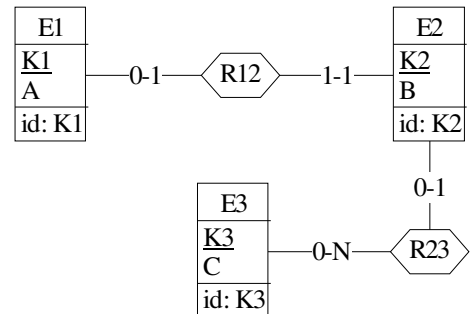 E1
K1
A
id: K1
0-1
R12
1-1
E2
K2
B
id: K2
0-1
R23
0-N
E3
K3
C
id: K3